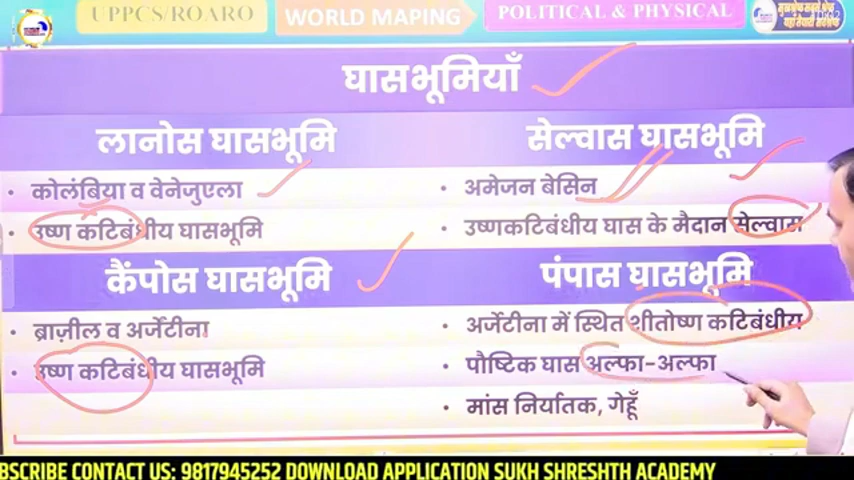 UPPCS/ROARO
WORLD MAPING
POLITICAL & PHYSICAL
घासभूमियाँ
लानोस घासभूमि
• कोलंबिया व वेनेजुएला
• उष्ण कटिबंधीय घासभूमि
सेल्वास घासभूमि
• अमेजन बेसिन
• उष्णकटिबंधीय घास के मैदान सेल्वास
कैंपोस घासभूमि
• ब्राज़ील व अर्जेंटीना
• उष्ण कटिबंधीय घासभूमि
पंपास घासभूमि
• अर्जेटीना में स्थित शीतोष्ण कटिबंधीय
• पौष्टिक घास अल्फा-अल्फा
• मांस निर्यातक, गेहूँ
BSCRIBE CONTACT US: 9817945252 DOWNLOAD APPLICATION SUKH SHRESHTH ACADEMY